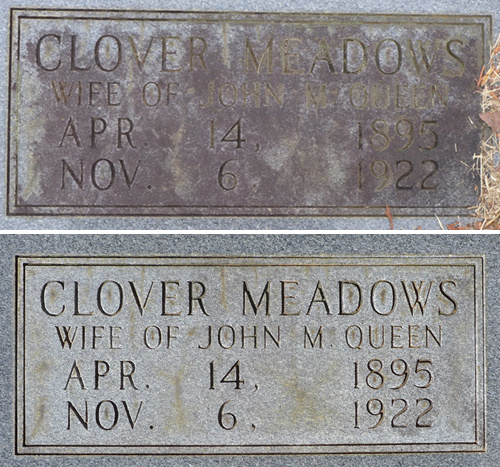 CLOVER MEADOWS
WIFE OF JOHN M. QUEEN
APR. 14, 1895
NOV. 6, 1922
CLOVER MEADOWS
WIFE OF JOHN M. QUEEN
APR. 14, 1895
NOV. 6, 1922